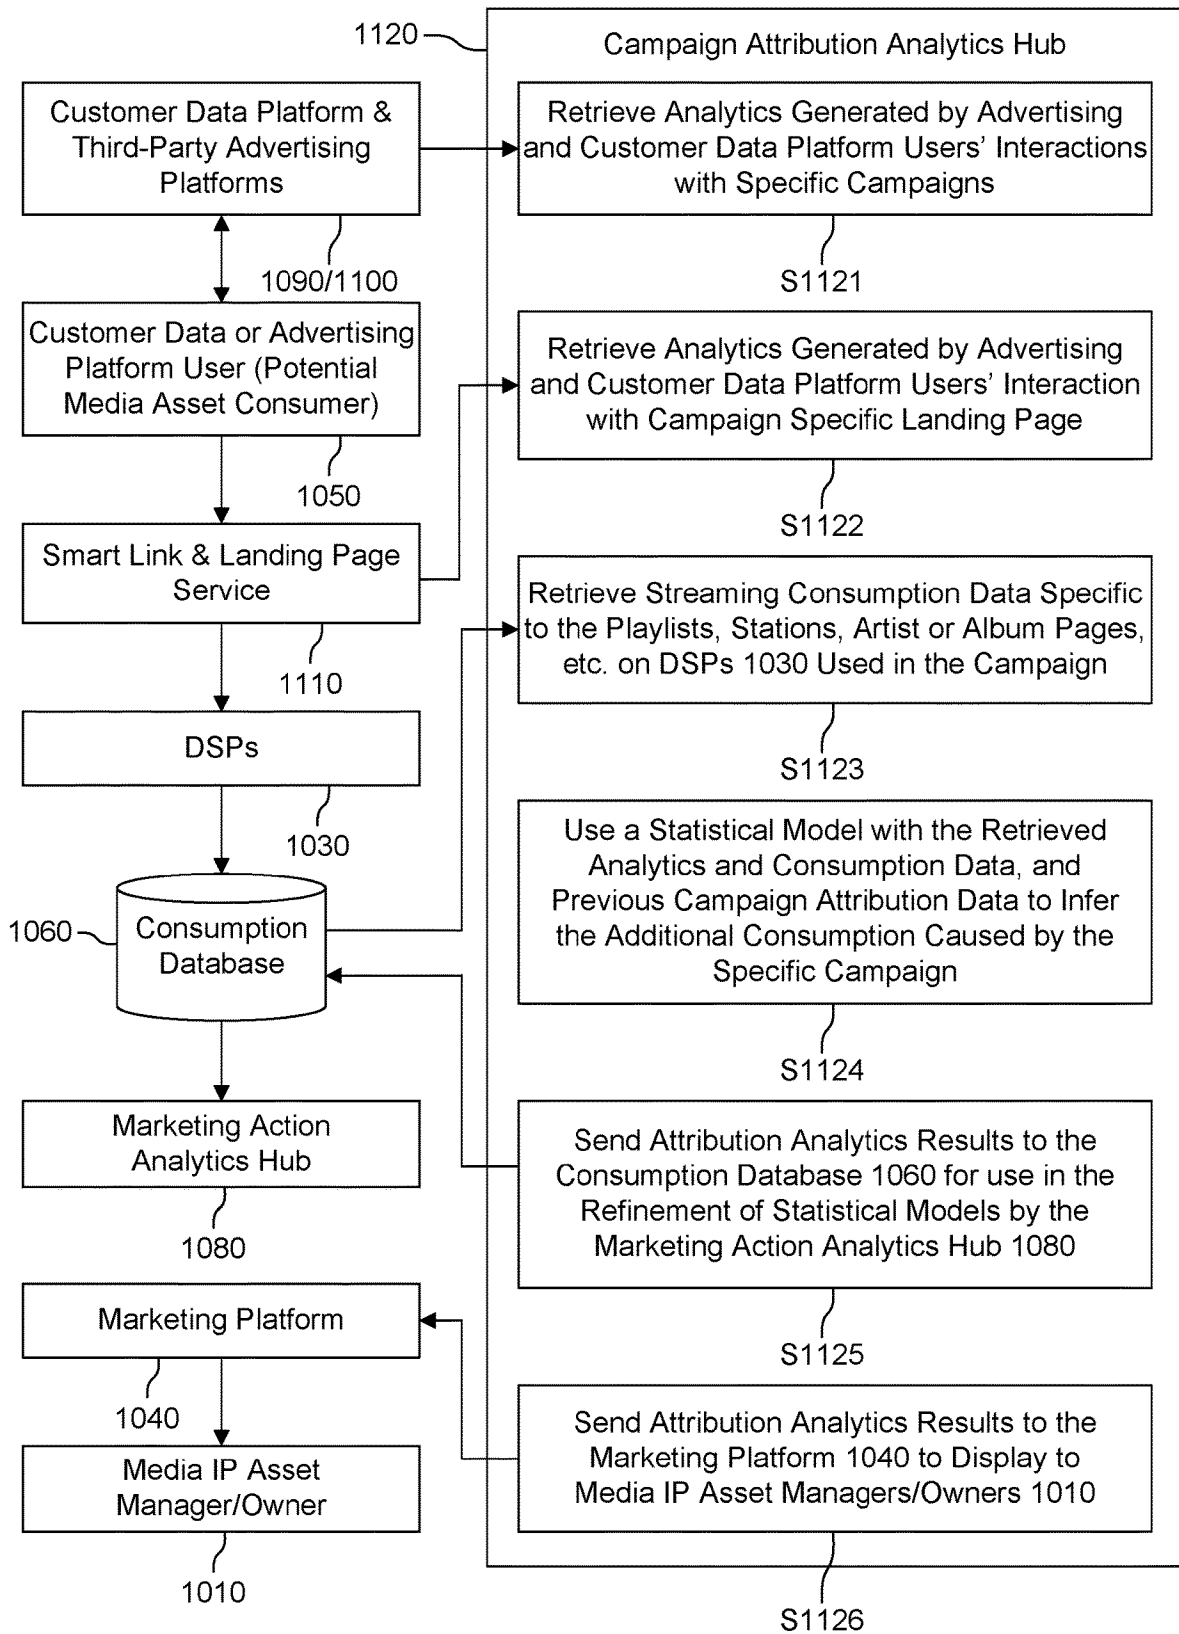 1120
Campaign Attribution Analytics Hub
Customer Data Platform &
Third-Party Advertising
Platforms
1090/1100
Retrieve Analytics Generated by Advertising
and Customer Data Platform Users' Interactions
with Specific Campaigns
S1121
Customer Data or Advertising
Platform User (Potential
Media Asset Consumer)
1050
Retrieve Analytics Generated by Advertising
and Customer Data Platform Users' Interaction
with Campaign Specific Landing Page
S1122
Smart Link & Landing Page
Service
1110
Retrieve Streaming Consumption Data Specific
to the Playlists, Stations, Artist or Album Pages,
etc. on DSPs 1030 Used in the Campaign
S1123
DSPs
1030
Use a Statistical Model with the Retrieved
Analytics and Consumption Data, and
Previous Campaign Attribution Data to Infer
the Additional Consumption Caused by the
Specific Campaign
S1124
1060
Consumption
Database
Marketing Action
Analytics Hub
1080
Send Attribution Analytics Results to the
Consumption Database 1060 for use in the
Refinement of Statistical Models by the
Marketing Action Analytics Hub 1080
S1125
Marketing Platform
1040
Send Attribution Analytics Results to the
Marketing Platform 1040 to Display to
Media IP Asset Managers/Owners 1010
S1126
Media IP Asset
Manager/Owner
1010